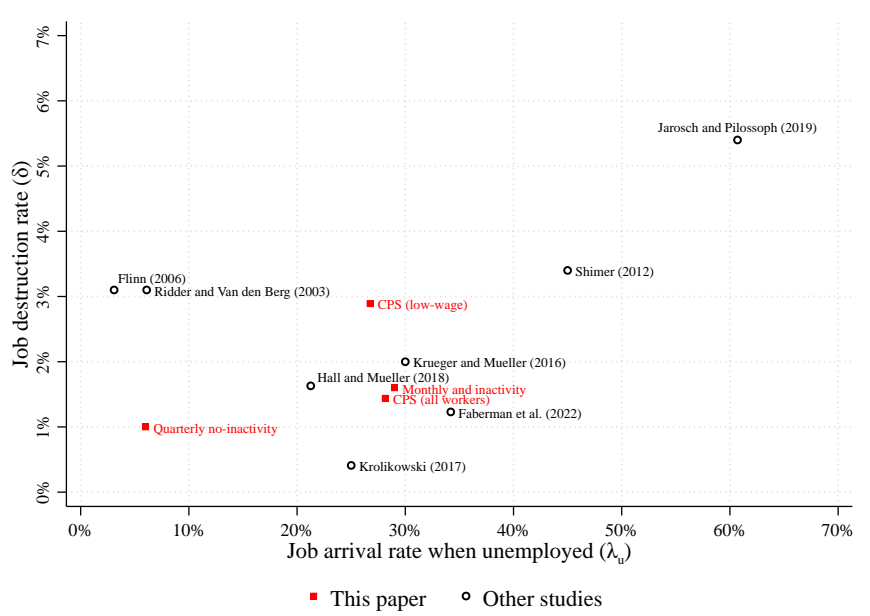 Job destruction rate (δ)
7%
6%
5%
4%
3%
2%
1%
0%
Jarosch and Pilossoph (2019)
Shimer (2012)
Flinn (2006)
Ridder and Van den Berg (2003)
CPS (low-wage)
Krueger and Mueller (2016)
Hall and Mueller (2018)
Monthly and inactivity
CPS (all workers)
Faberman et al. (2022)
Quarterly no-inactivity
Krolikowski (2017)
0% 10% 20% 30% 40% 50% 60% 70%
Job arrival rate when unemployed (λu)
This paper Other studies